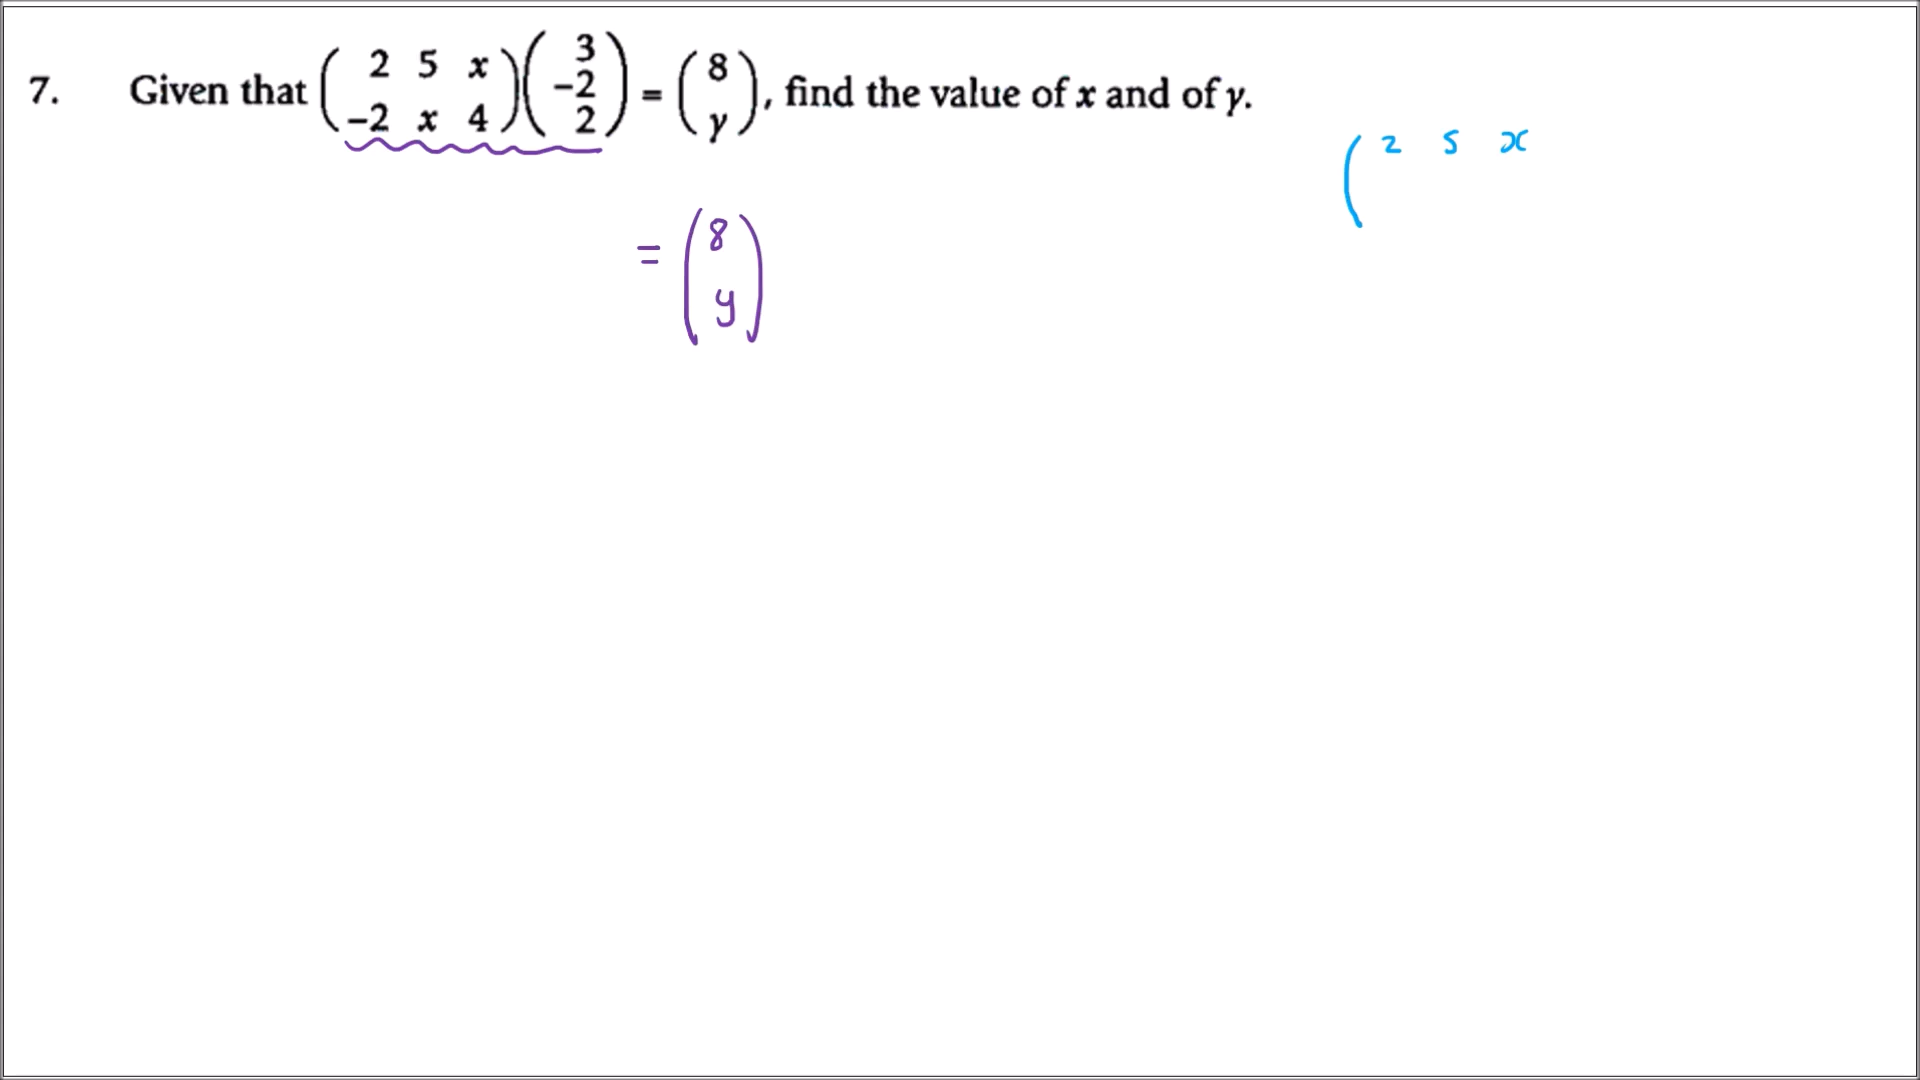 7. Given that ( 2 5 x ) ( 3 ) = ( 8 ), find the value of x and of y.
( -2 x 4 ) ( -2 ) ( y )
( 2 )
( 2 5 x
= ( 8 )
( y )